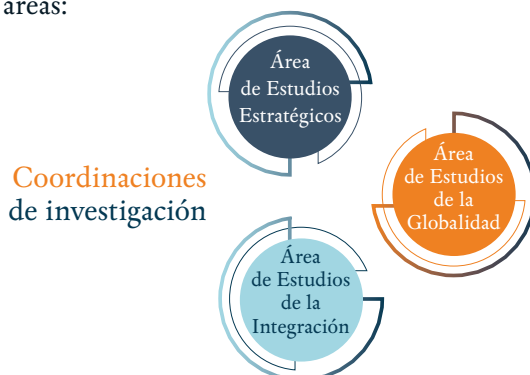 áreas:
Área
de Estudios
Estratégicos
Coordinaciones
de investigación
Área
de Estudios
de la
Globalidad
Área
de Estudios
de la
Integración